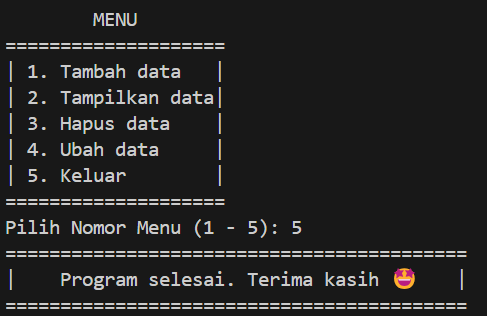 MENU
====================
| 1. Tambah data   |
| 2. Tampilkan data|
| 3. Hapus data    |
| 4. Ubah data     |
| 5. Keluar        |
====================
Pilih Nomor Menu (1 - 5): 5
==========================================
|    Program selesai. Terima kasih 🤩    |
==========================================